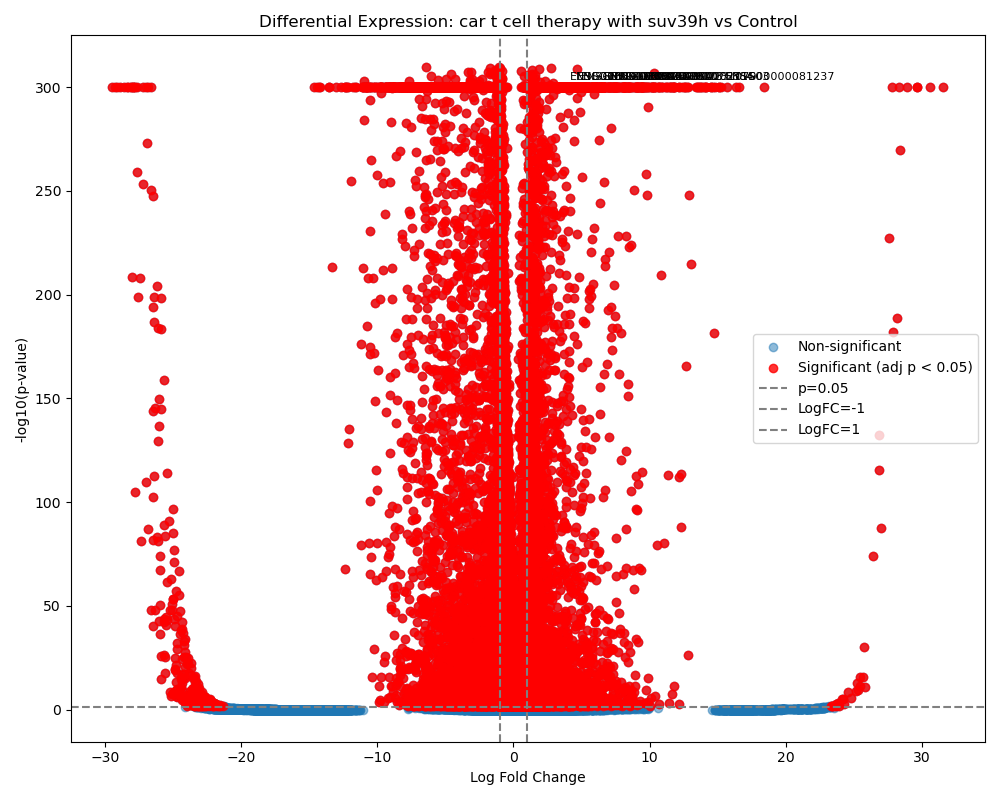 Differential Expression: car t cell therapy with suv39h vs Control
300
250
200
150
100
50
0
-log10(p-value)
Non-significant
Significant (adj p < 0.05)
p=0.05
LogFC=-1
LogFC=1
−30
−20
−10
0
10
20
30
Log Fold Change